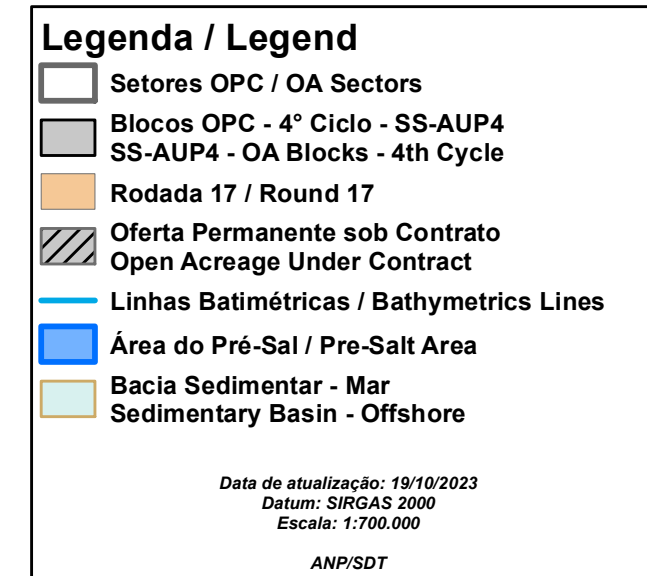 Legenda / Legend
Setores OPC / OA Sectors
Blocos OPC - 4° Ciclo - SS-AUP4
SS-AUP4 - OA Blocks - 4th Cycle
Rodada 17 / Round 17
Oferta Permanente sob Contrato
Open Acreage Under Contract
Linhas Batimétricas / Bathymetrics Lines
Área do Pré-Sal / Pre-Salt Area
Bacia Sedimentar - Mar
Sedimentary Basin - Offshore
Data de atualização: 19/10/2023
Datum: SIRGAS 2000
Escala: 1:700.000
ANP/SDT